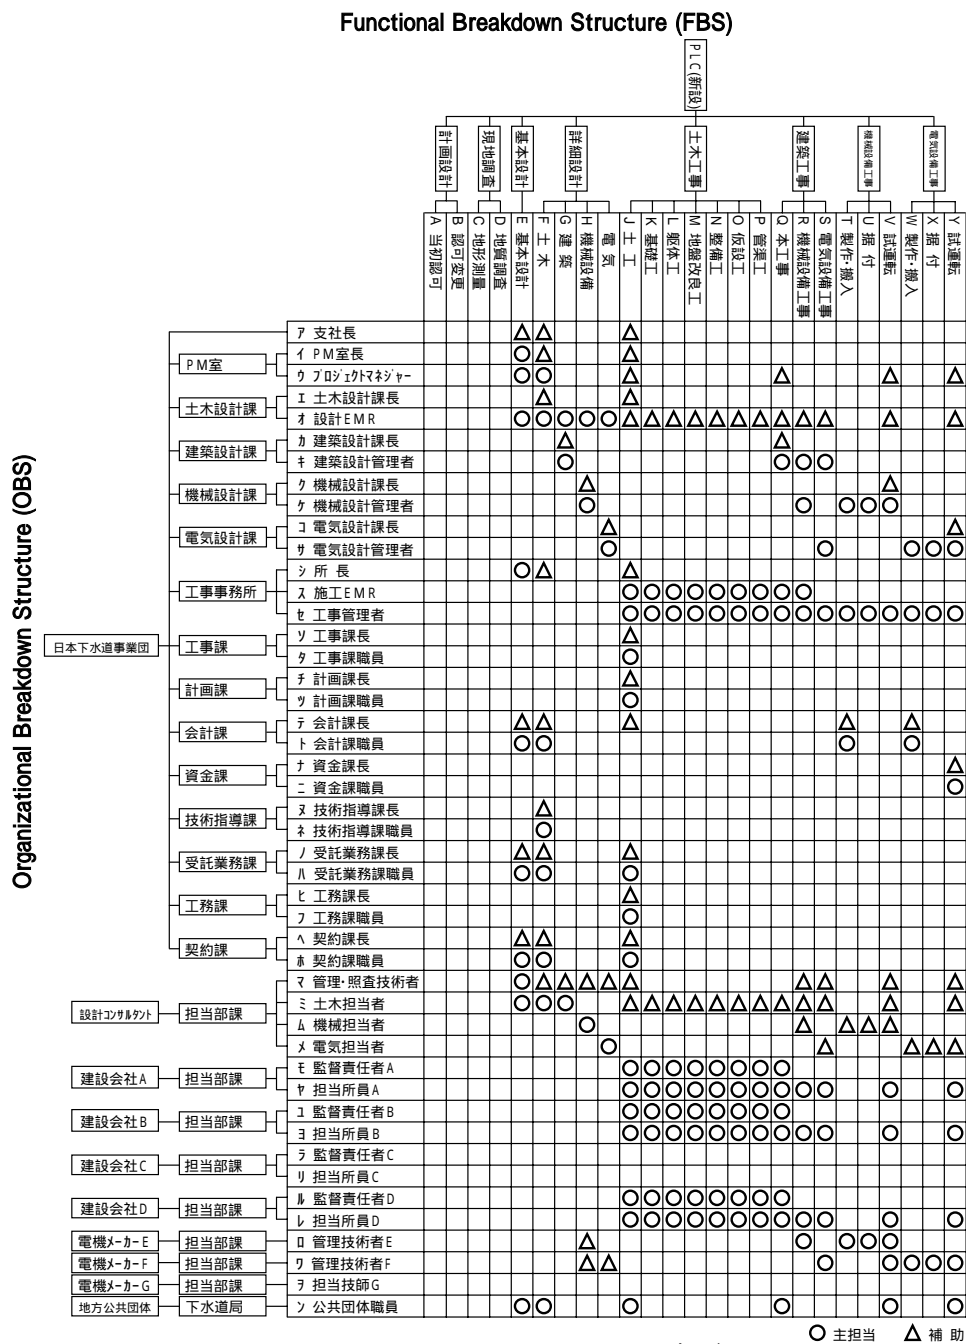 Functional Breakdown Structure (FBS)
PLC(新設)
計画設計
現地調査
基本設計
詳細設計
土木工事
建築工事
機械設備工事
電気設備工事
A 当初認可
B 認可変更
C 地形測量
D 地質調査
E 基本設計
F 土木
G 建築
H 機械設備
電気
J 土工
K 基礎工
L 躯体工
M 地盤改良工
N 整備工
O 仮設工
P 管渠工
Q 本工事
R 機械設備工事
S 電気設備工事
T 製作・搬入
U 据付
V 試運転
W 製作・搬入
X 据付
Y 試運転
Organizational Breakdown Structure (OBS)
日本下水道事業団
ア 支社長
PM室
イ PM室長
ウ プロジェクトマネジャー
土木設計課
エ 土木設計課長
オ 設計EMR
建築設計課
カ 建築設計課長
キ 建築設計管理者
機械設計課
ク 機械設計課長
ケ 機械設計管理者
電気設計課
コ 電気設計課長
サ 電気設計管理者
工事事務所
シ 所長
ス 施工EMR
セ 工事管理者
工事課
ソ 工事課長
タ 工事課職員
計画課
チ 計画課長
ツ 計画課職員
会計課
テ 会計課長
ト 会計課職員
資金課
ナ 資金課長
ニ 資金課職員
技術指導課
ヌ 技術指導課長
ネ 技術指導課職員
受託業務課
ノ 受託業務課長
ハ 受託業務課職員
工務課
ヒ 工務課長
フ 工務課職員
契約課
ヘ 契約課長
ホ 契約課職員
設計コンサルタント
担当部課
マ 管理・照査技術者
ミ 土木担当者
ム 機械担当者
メ 電気担当者
建設会社A
担当部課
モ 監督責任者A
ヤ 担当所員A
建設会社B
担当部課
ユ 監督責任者B
ヨ 担当所員B
建設会社C
担当部課
ラ 監督責任者C
リ 担当所員C
建設会社D
担当部課
ル 監督責任者D
レ 担当所員D
電機メーカーE
担当部課
ロ 管理技術者E
電機メーカーF
担当部課
ワ 管理技術者F
電機メーカーG
担当部課
ヲ 担当技師G
地方公共団体
下水道局
ン 公共団体職員
○ 主担当 △ 補助